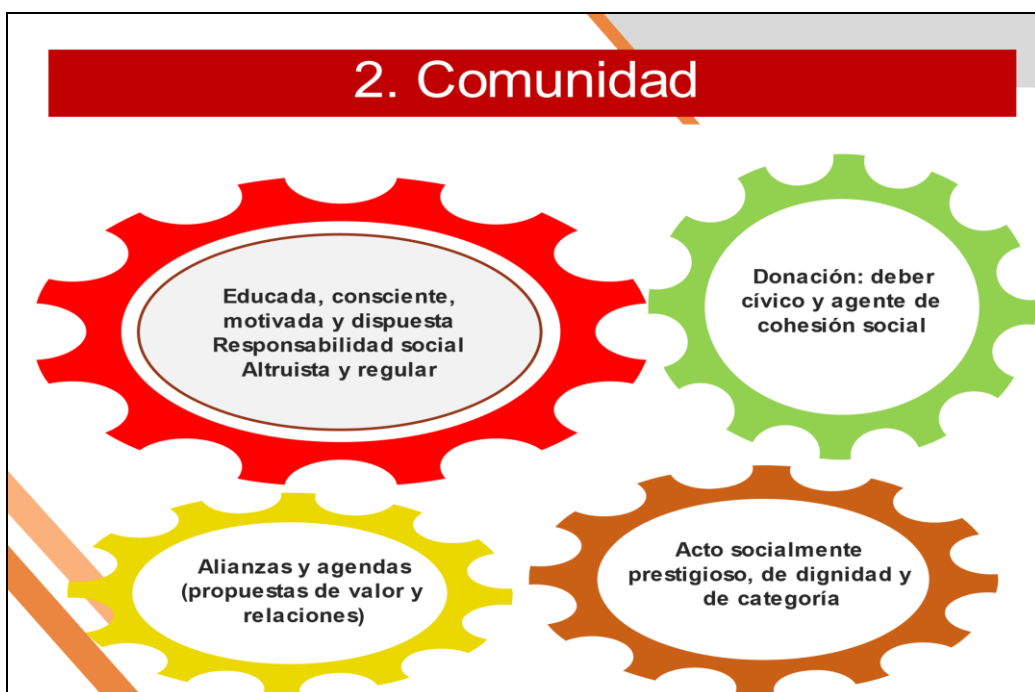 2. Comunidad
Educada, consciente,
motivada y dispuesta
Responsabilidad social
Altruista y regular
Donación: deber
cívico y agente de
cohesión social
Alianzas y agendas
(propuestas de valor y
relaciones)
Acto socialmente
prestigioso, de dignidad y
de categoría